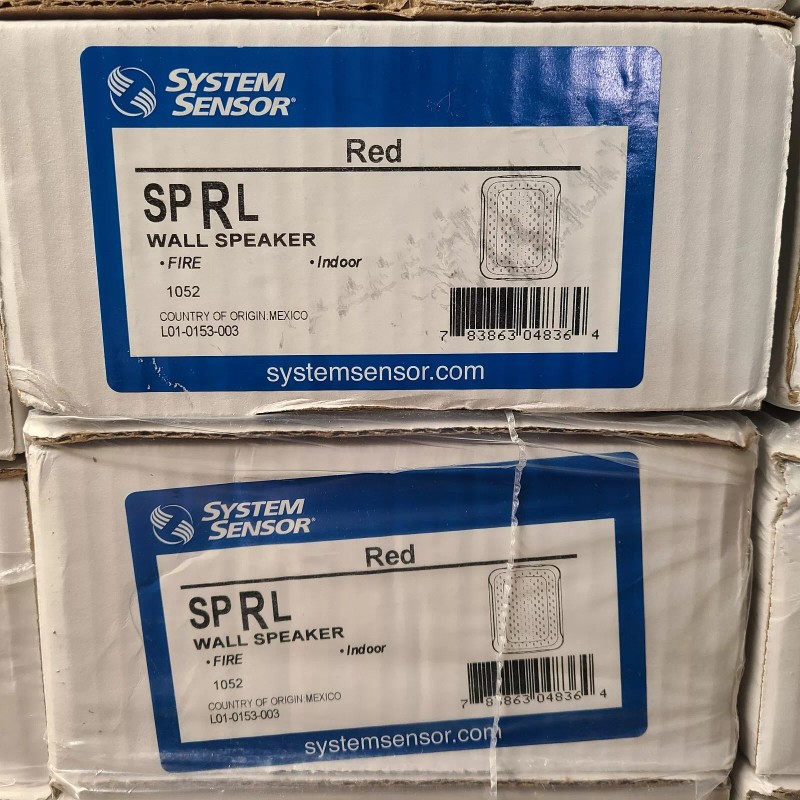 SYSTEM
SENSOR®
Red
SPRL
WALL SPEAKER
• FIRE • Indoor
1052
COUNTRY OF ORIGIN:MEXICO
L01-0153-003
7 83863 04836 4
systemsensor.com
SYSTEM
SENSOR®
Red
SPRL
WALL SPEAKER
• FIRE • Indoor
1052
COUNTRY OF ORIGIN:MEXICO
L01-0153-003
7 83863 04836 4
systemsensor.com